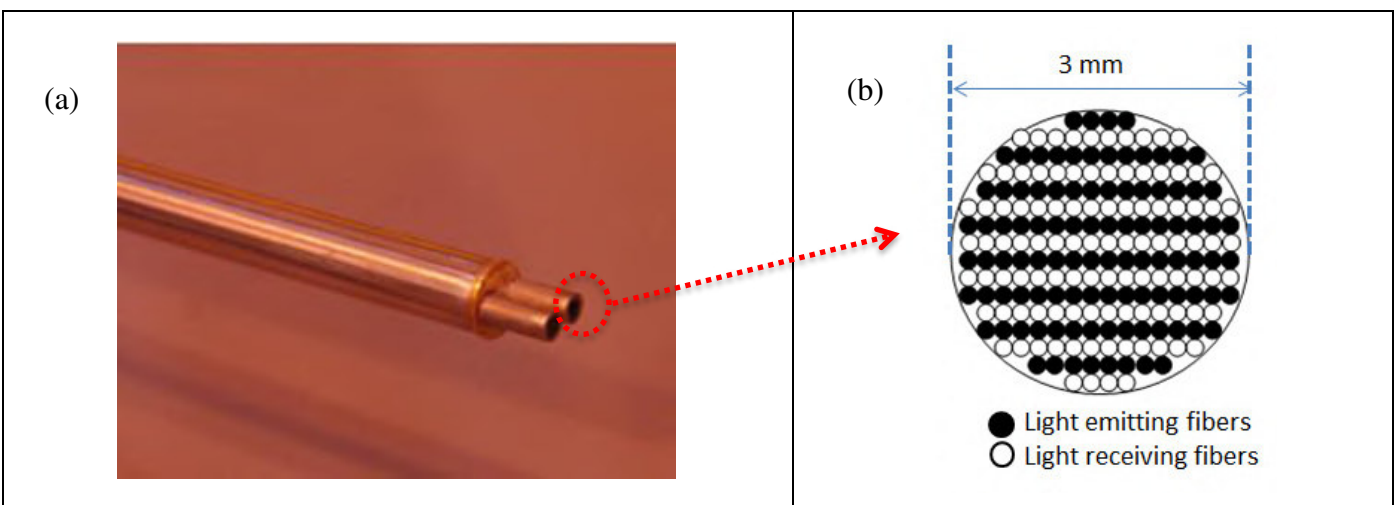 (a)
(b)
3 mm
Light emitting fibers
Light receiving fibers